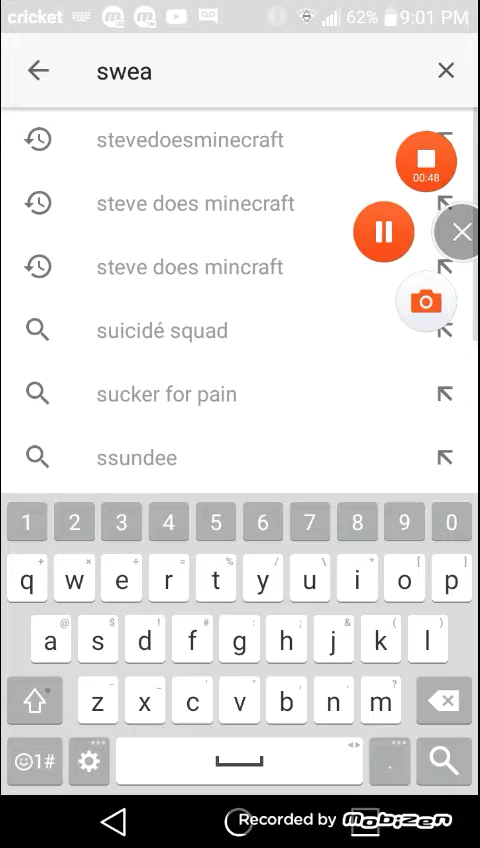 cricket 62% 9:01 PM
swea
stevedoesminecraft
00:48
steve does minecraft
steve does mincraft
suicidé squad
sucker for pain
ssundee
1 2 3 4 5 6 7 8 9 0
+ × ÷ = % / \ * [ ]
q w e r t y u i o p
@ $ ! # : ; & ( )
a s d f g h j k l
- _ ' " , . ?
z x c v b n m
1# .
Recorded by Mobizen